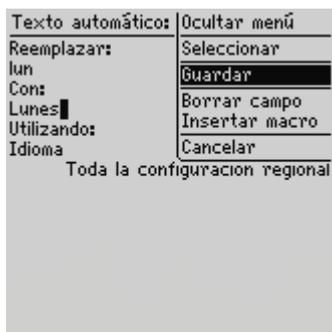 Texto automático:
Reemplazar:
lun
Con:
Lunes
Utilizando:
Idioma
Toda la configuracion regional
Ocultar menú
Seleccionar
Guardar
Borrar campo
Insertar macro
Cancelar